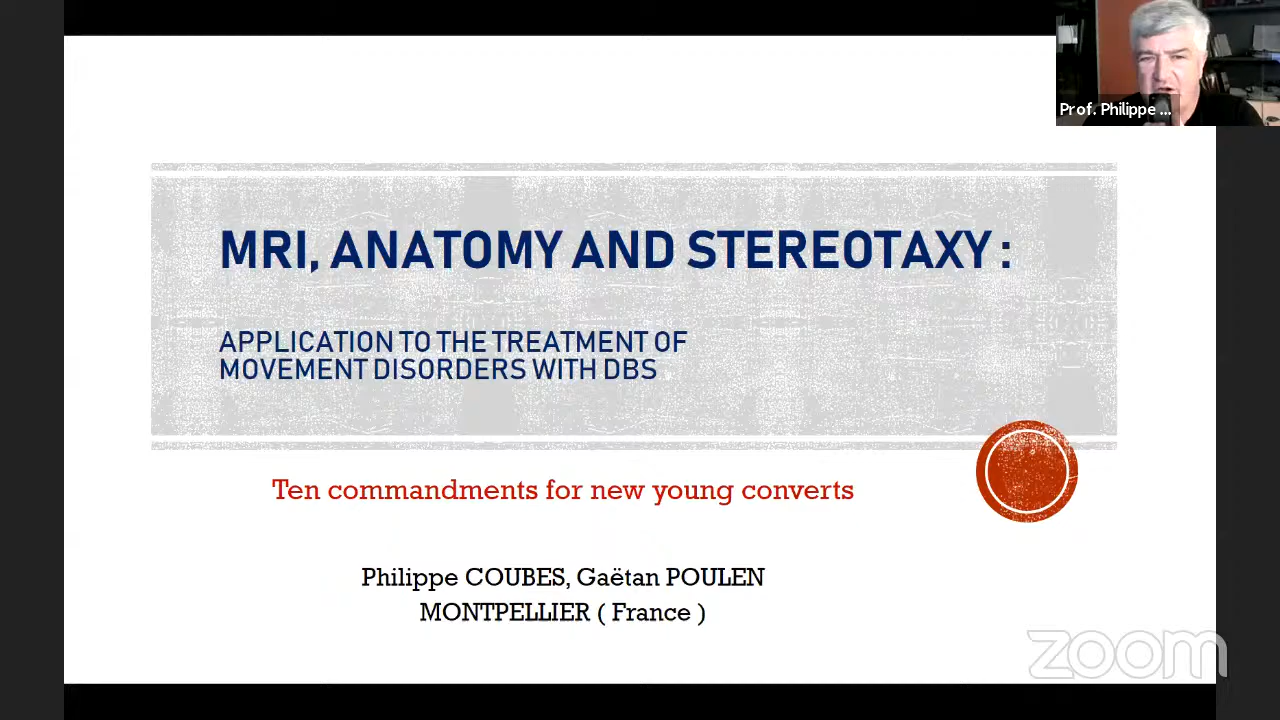 Prof. Philippe ...
MRI, ANATOMY AND STEREOTAXY :
APPLICATION TO THE TREATMENT OF
MOVEMENT DISORDERS WITH DBS
Ten commandments for new young converts
Philippe COUBES, Gaëtan POULEN
MONTPELLIER ( France )
zoom